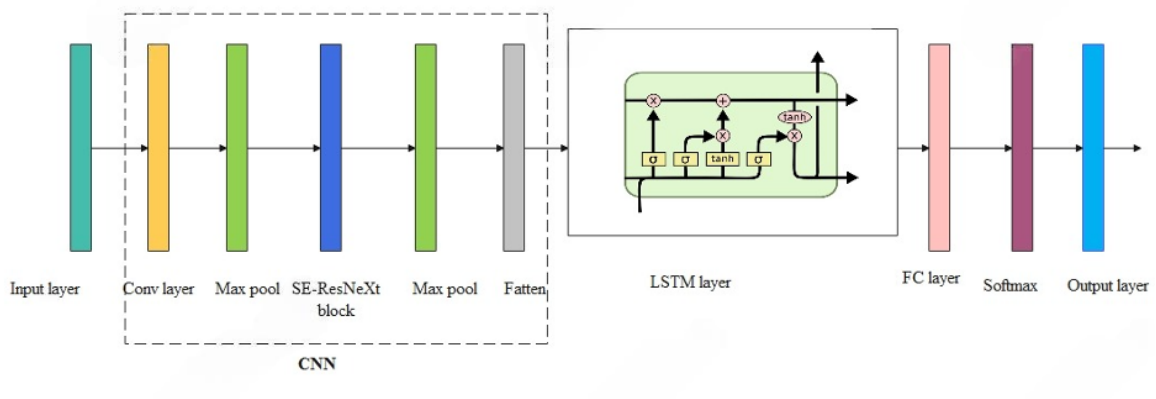 x
+
tanh
x
x
σ
σ
tanh
σ
Input layer
Conv layer
Max pool
SE-ResNeXt
block
Max pool
Fatten
LSTM layer
FC layer
Softmax
Output layer
CNN